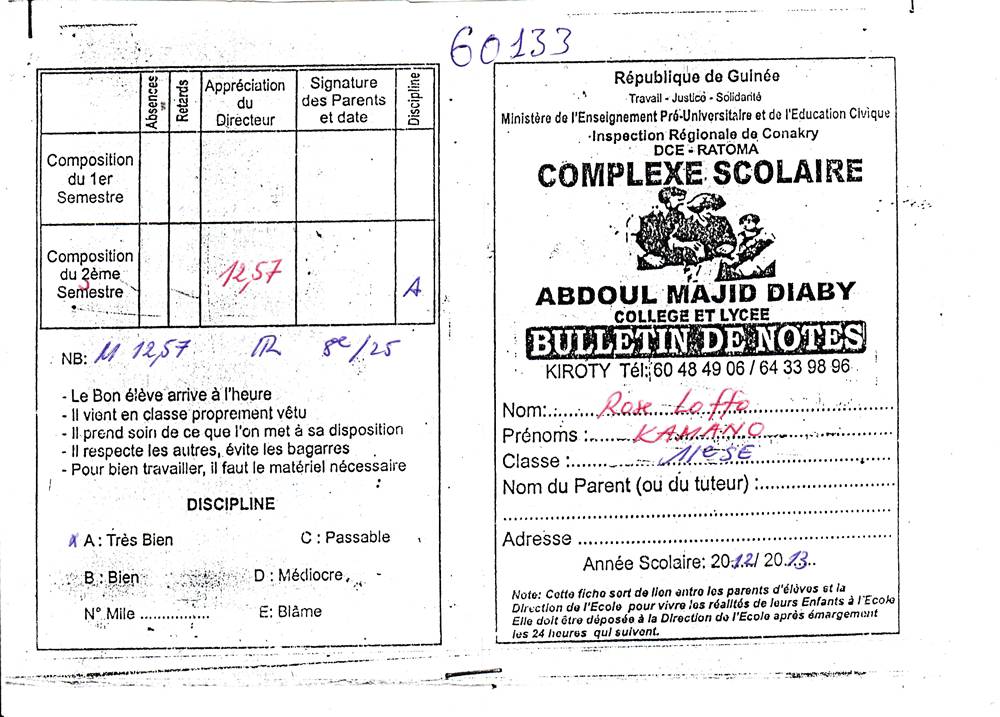 60133
Absences
Retards
Appréciation du Directeur
Signature des Parents et date
Discipline
Composition du 1er Semestre
Composition du 2ème Semestre
12,57
A
NB: M 12,57 R 8e/25
- Le Bon élève arrive à l'heure
- Il vient en classe proprement vêtu
- Il prend soin de ce que l'on met à sa disposition
- Il respecte les autres, évite les bagarres
- Pour bien travailler, il faut le matériel nécessaire
DISCIPLINE
A : Très Bien
C : Passable
B : Bien
D : Médiocre
N° Mle ................
E: Blâme
République de Guinée
Travail - Justice - Solidarité
Ministère de l'Enseignement Pré-Universitaire et de l'Education Civique
Inspection Régionale de Conakry
DCE - RATOMA
COMPLEXE SCOLAIRE
ABDOUL MAJID DIABY
COLLEGE ET LYCEE
BULLETIN DE NOTES
KIROTY Tél: 60 48 49 06 / 64 33 98 96
Nom: Rose Loffo
Prénoms : KAMANO
Classe : 11e SE
Nom du Parent (ou du tuteur) :
Adresse
Année Scolaire: 2012/ 2013
Note: Cette fiche sert de lien entre les parents d'élèves et la
Direction de l'Ecole pour vivre les réalités de leurs Enfants à l'Ecole
Elle doit être déposée à la Direction de l'Ecole après émargement
les 24 heures qui suivent.